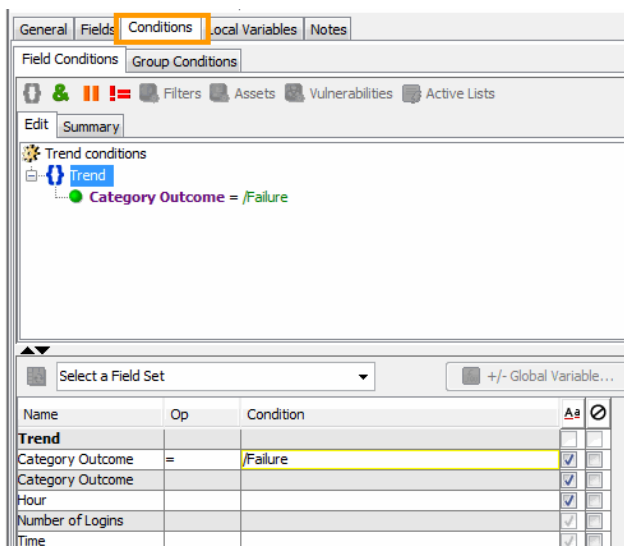 General Fields Conditions Local Variables Notes
Field Conditions Group Conditions
{} & || != Filters Assets Vulnerabilities Active Lists
Edit Summary
Trend conditions
{} Trend
Category Outcome = /Failure
Select a Field Set +/- Global Variable...
Name Op Condition Aa
Trend
Category Outcome = /Failure
Category Outcome
Hour
Number of Logins
Time